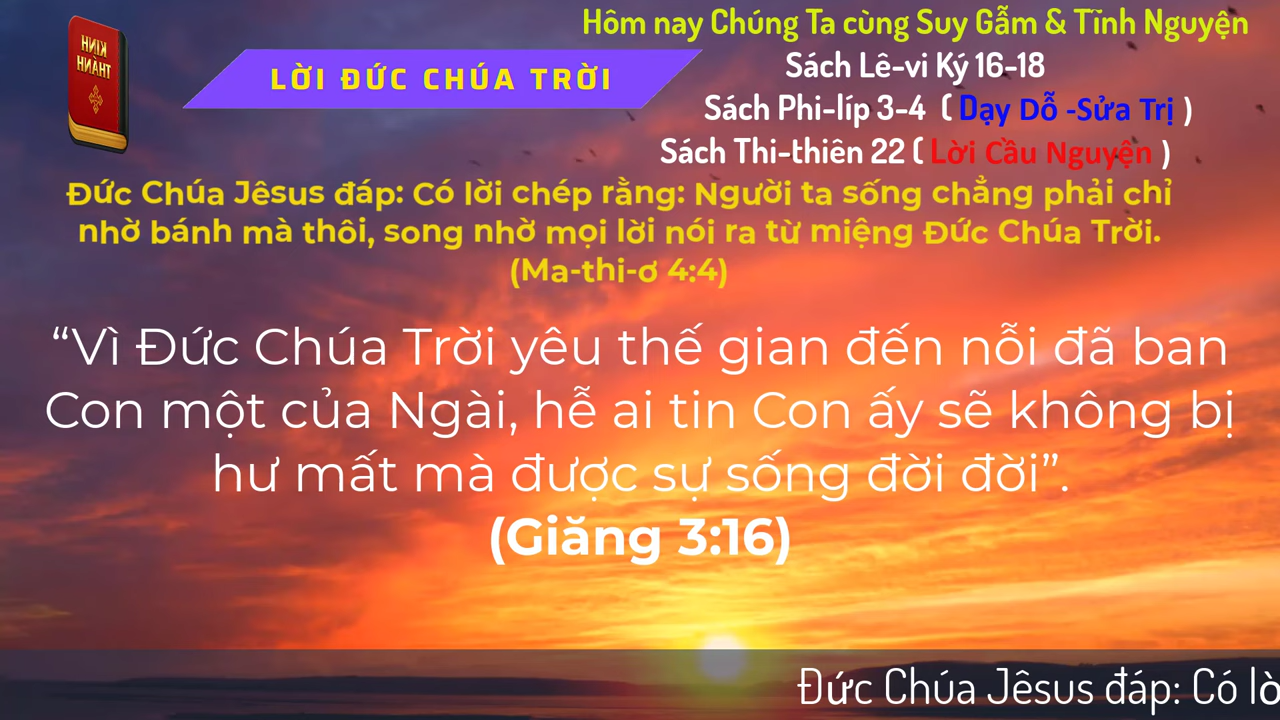 Hôm nay Chúng Ta cùng Suy Gẫm & Tĩnh Nguyện
KINH
THÁNH
LỜI ĐỨC CHÚA TRỜI
Sách Lê-vi Ký 16-18
Sách Phi-líp 3-4 ( Dạy Dỗ -Sửa Trị )
Sách Thi-thiên 22 ( Lời Cầu Nguyện )
Đức Chúa Jêsus đáp: Có lời chép rằng: Người ta sống chẳng phải chỉ
nhờ bánh mà thôi, song nhờ mọi lời nói ra từ miệng Đức Chúa Trời.
(Ma-thi-ơ 4:4)
“Vì Đức Chúa Trời yêu thế gian đến nỗi đã ban
Con một của Ngài, hễ ai tin Con ấy sẽ không bị
hư mất mà được sự sống đời đời”.
(Giăng 3:16)
Đức Chúa Jêsus đáp: Có lờ